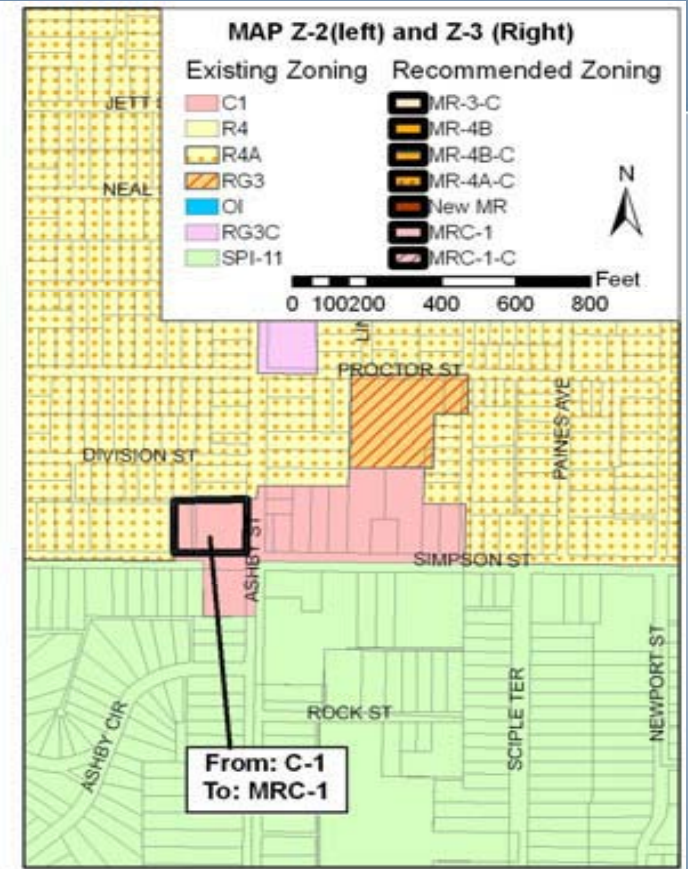 MAP Z-2(left) and Z-3 (Right)
Existing Zoning
C1
R4
R4A
RG3
OI
RG3C
SPI-11
Recommended Zoning
MR-3-C
MR-4B
MR-4B-C
MR-4A-C
New MR
MRC-1
MRC-1-C
N
Feet
0 100200 400 600 800
JETT
NEAL
PROCTOR ST
DIVISION ST
PAINES AVE
ASHBY ST
SIMPSON ST
ASHBY CIR
ROCK ST
SCIPLE TER
NEWPORT ST
From: C-1
To: MRC-1